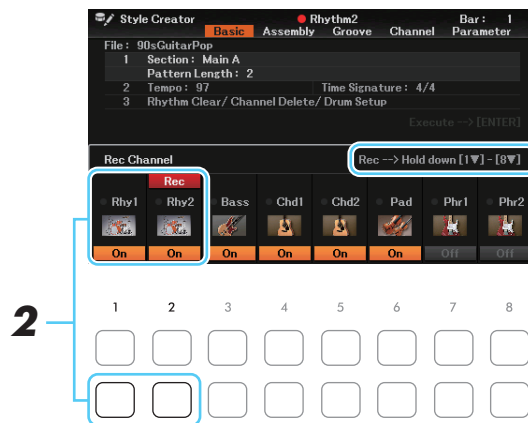 Style Creator Rhythm2 Bar : 1
Basic Assembly Groove Channel Parameter
File : 90sGuitarPop
1 Section : Main A
Pattern Length : 2
2 Tempo : 97 Time Signature : 4/4
3 Rhythm Clear/ Channel Delete/ Drum Setup
Execute --> [ENTER]
Rec Channel Rec --> Hold down [1▼] - [8▼]
Rec
Rhy1 Rhy2 Bass Chd1 Chd2 Pad Phr1 Phr2
On On On On On On Off Off
1 2 3 4 5 6 7 8
2